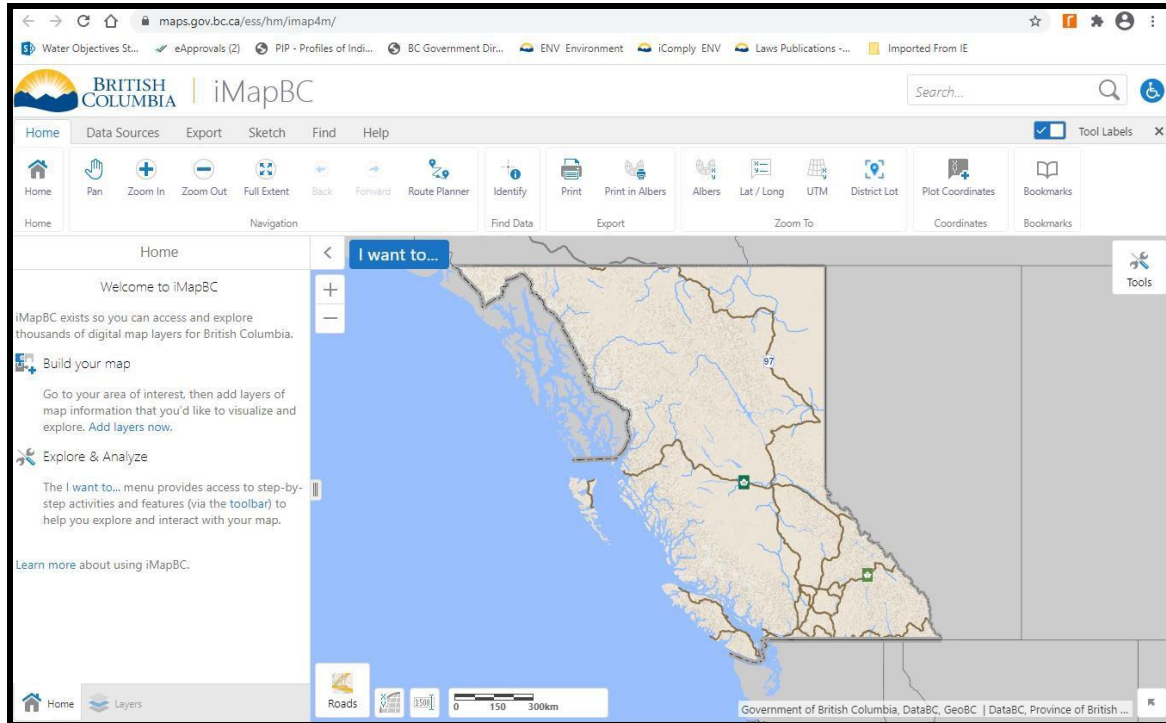 maps.gov.bc.ca/ess/hm/imap4m/
Water Objectives St... eApprovals (2) PIP - Profiles of Indi... BC Government Dir... ENV Environment iComply ENV Laws Publications -... Imported From IE
BRITISH COLUMBIA iMapBC Search...
Home Data Sources Export Sketch Find Help Tool Labels
Home Pan Zoom In Zoom Out Full Extent Back Forward Route Planner Identify Print Print in Albers Albers Lat / Long UTM District Lot Plot Coordinates Bookmarks
Home Navigation Find Data Export Zoom To Coordinates Bookmarks
Home
I want to...
Tools
Welcome to iMapBC
iMapBC exists so you can access and explore
thousands of digital map layers for British Columbia.
Build your map
Go to your area of interest, then add layers of
map information that you'd like to visualize and
explore. Add layers now.
Explore & Analyze
The I want to... menu provides access to step-by-
step activities and features (via the toolbar) to
help you explore and interact with your map.
Learn more about using iMapBC.
97
Home Layers
Roads
1:500
0 150 300km
Government of British Columbia, DataBC, GeoBC | DataBC, Province of British ...